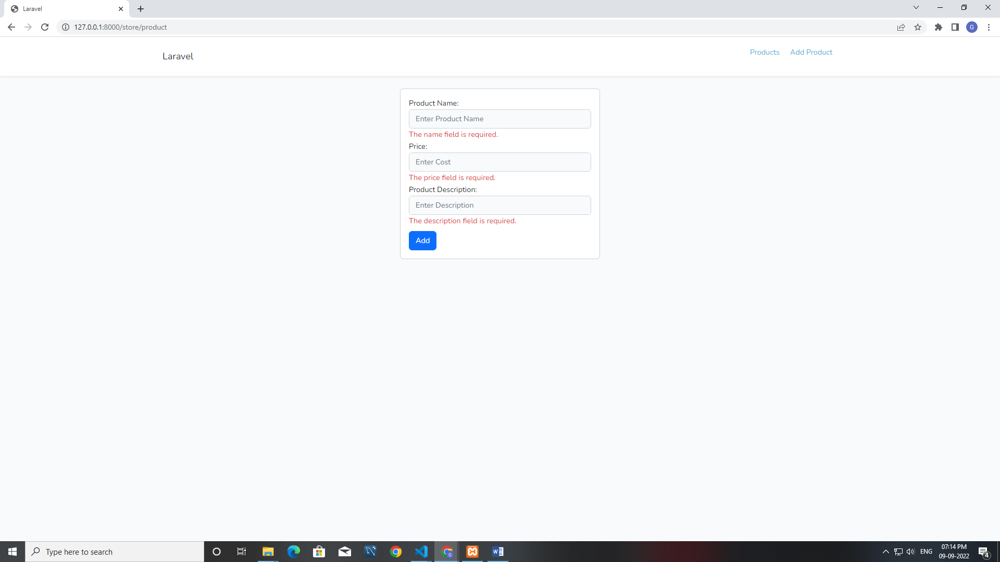 Laravel
127.0.0.1:8000/store/product
G
Laravel
Products
Add Product
Product Name:
Enter Product Name
The name field is required.
Price:
Enter Cost
The price field is required.
Product Description:
Enter Description
The description field is required.
Add
Type here to search
G
W
ENG
07:14 PM
09-09-2022
4